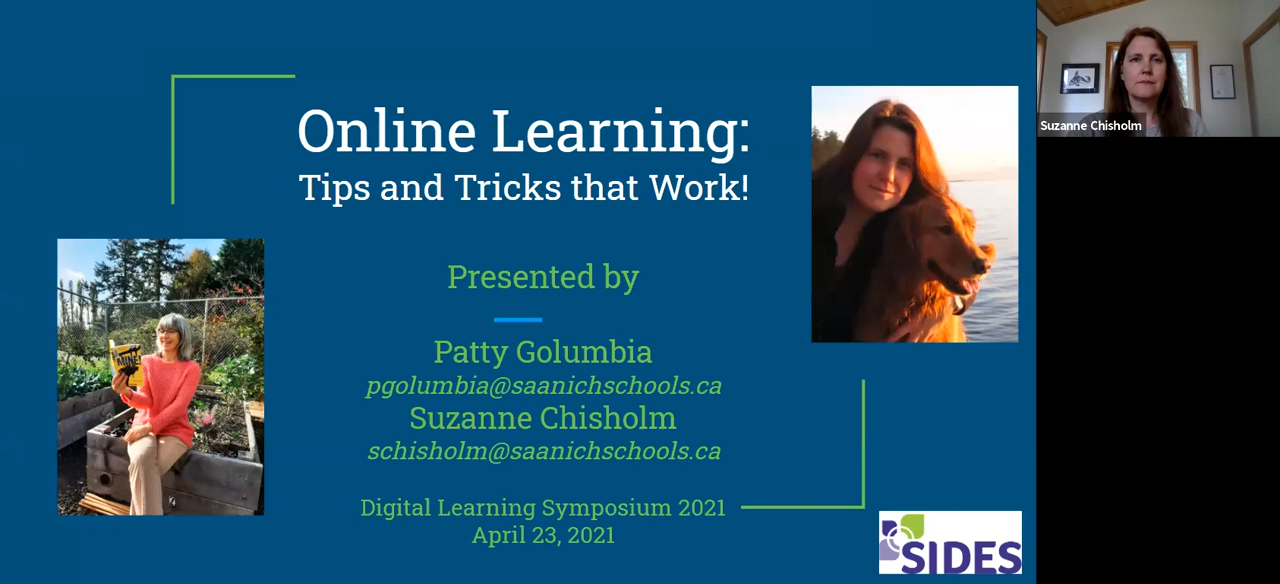 Online Learning:
Tips and Tricks that Work!
Presented by
Patty Golumbia
pgolumbia@saanichschools.ca
Suzanne Chisholm
schisholm@saanichschools.ca
Digital Learning Symposium 2021
April 23, 2021
SIDES
Suzanne Chisholm
MINE!